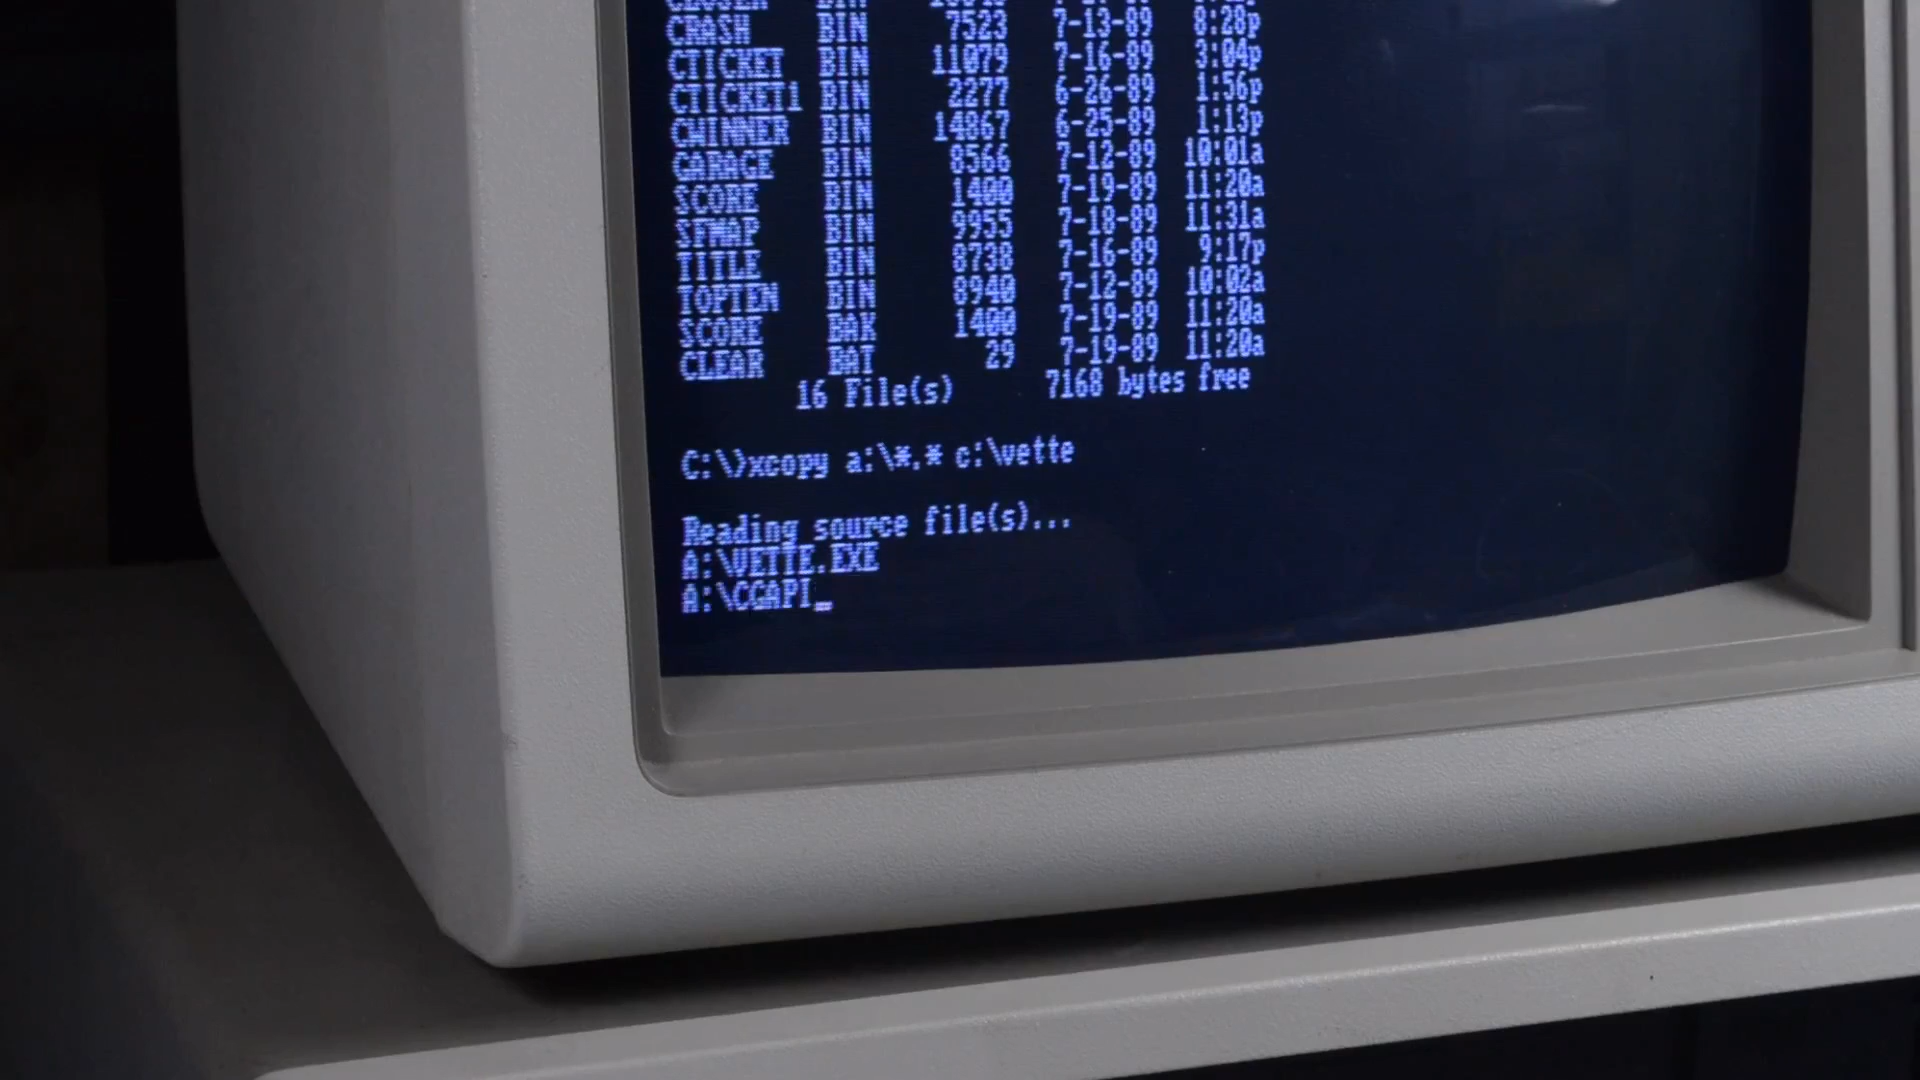 CRASH BIN 7523 7-13-89 8:28p
CTICKET BIN 11079 7-16-89 3:04p
CTICKET1 BIN 2277 6-26-89 1:56p
CWINNER BIN 14867 6-25-89 1:13p
GARAGE BIN 8566 7-12-89 10:01a
SCORE BIN 1400 7-19-89 11:20a
SFMAP BIN 9955 7-18-89 11:31a
TITLE BIN 8738 7-16-89 9:17p
TOPTEN BIN 8940 7-12-89 10:02a
SCORE BAK 1400 7-19-89 11:20a
CLEAR BAT 29 7-19-89 11:20a
16 File(s) 7168 bytes free
C:\>xcopy a:\*.* c:\vette
Reading source file(s)...
A:\VETTE.EXE
A:\CGAPI_